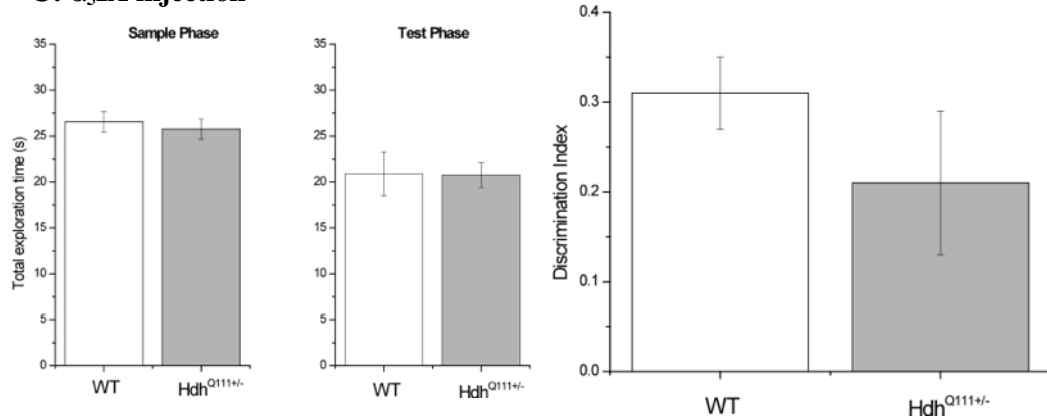 injection
Sample Phase
Total exploration time (s)
35
30
25
20
15
10
5
0
WT
Hdh^Q111+/-
Test Phase
35
30
25
20
15
10
5
0
WT
Hdh^Q111+/-
Discrimination Index
0.4
0.3
0.2
0.1
0.0
WT
Hdh^Q111+/-